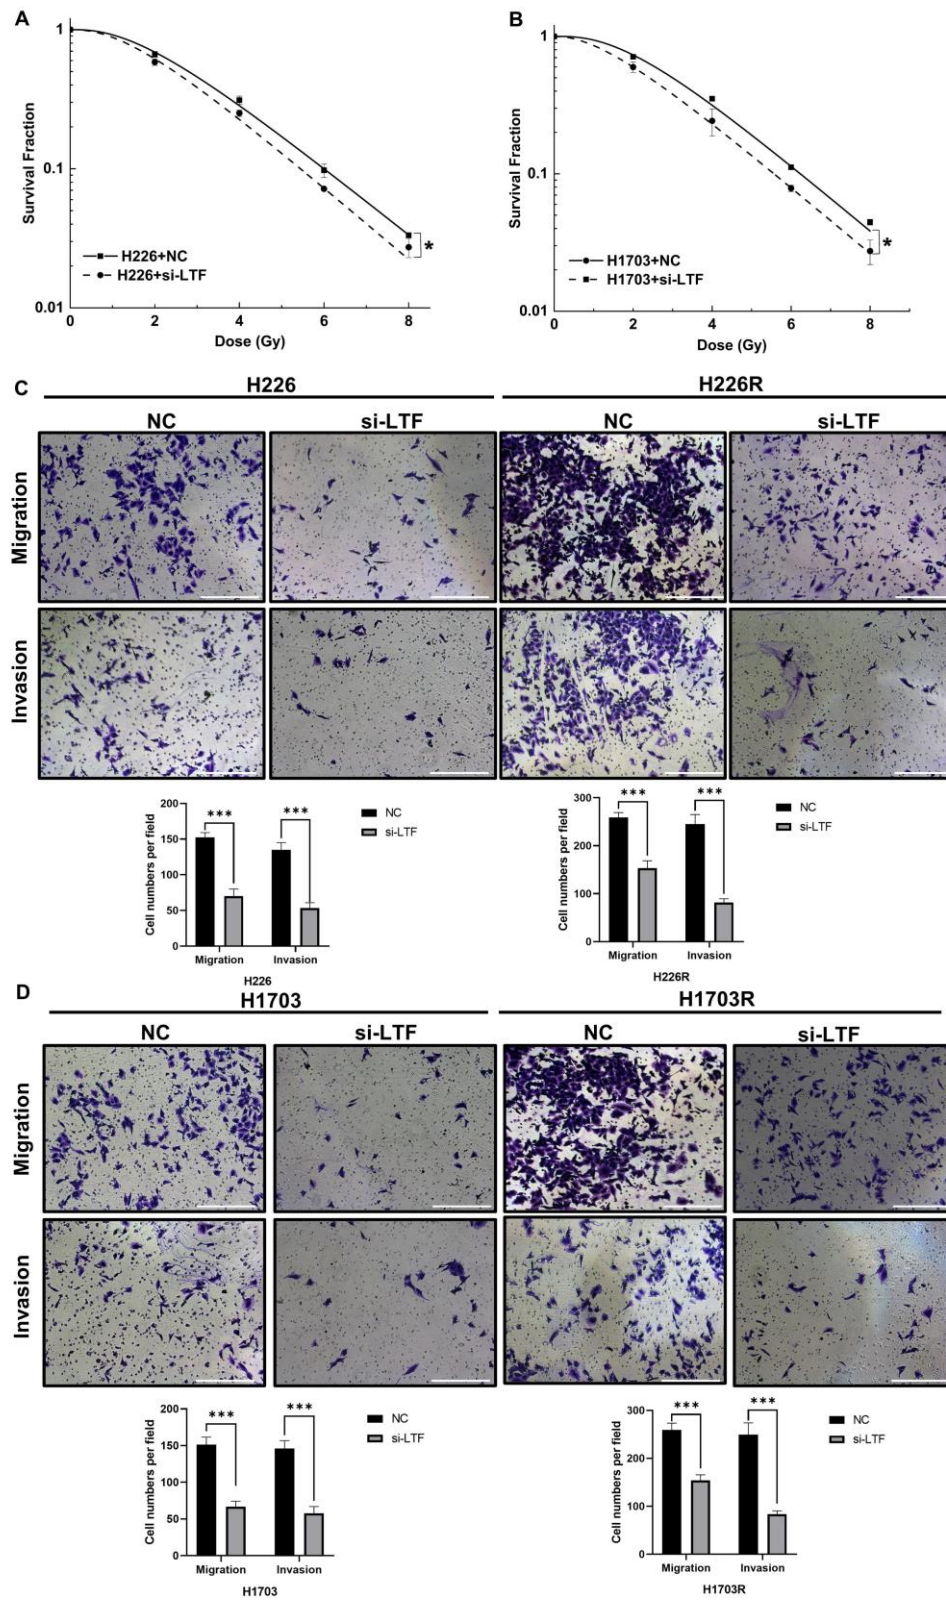 A
B
1
0.1
0.01
Survival Fraction
H226+NC
H226+si-LTF
*
0 2 4 6 8
Dose (Gy)
1
0.1
0.01
Survival Fraction
H1703+NC
H1703+si-LTF
*
0 2 4 6 8
Dose (Gy)
C
H226
H226R
NC
si-LTF
NC
si-LTF
Migration
Invasion
200
150
100
50
0
Cell numbers per field
***
***
NC
si-LTF
Migration Invasion
H226
300
200
100
0
Cell numbers per field
***
***
NC
si-LTF
Migration Invasion
H226R
D
H1703
H1703R
NC
si-LTF
NC
si-LTF
Migration
Invasion
200
150
100
50
0
Cell numbers per field
***
***
NC
si-LTF
Migration Invasion
H1703
300
200
100
0
Cell numbers per field
***
***
NC
si-LTF
Migration Invasion
H1703R